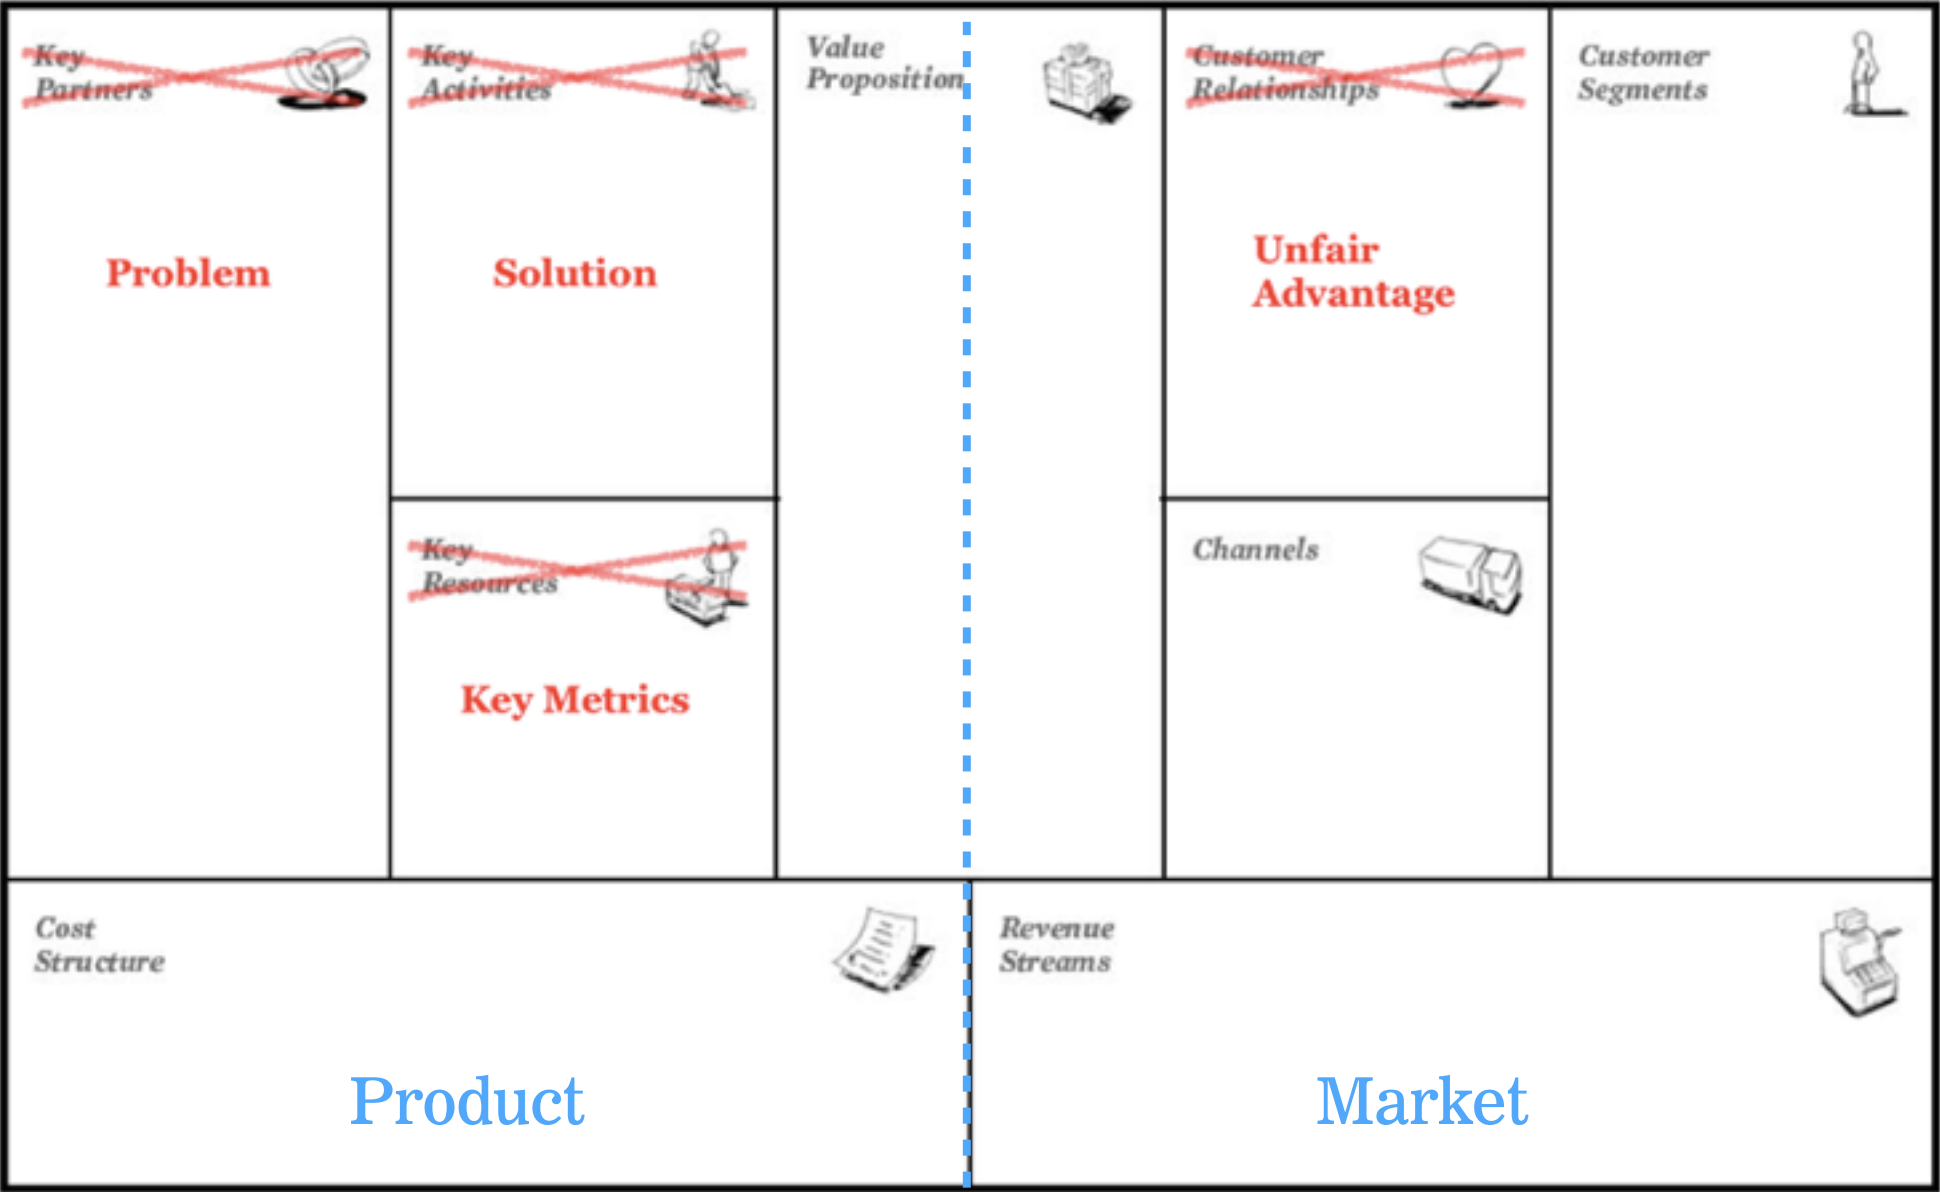 Key
Partners
Problem
Key
Activities
Solution
Key
Resources
Key Metrics
Value
Proposition
Customer
Relationships
Unfair
Advantage
Channels
Customer
Segments
Cost
Structure
Product
Revenue
Streams
Market